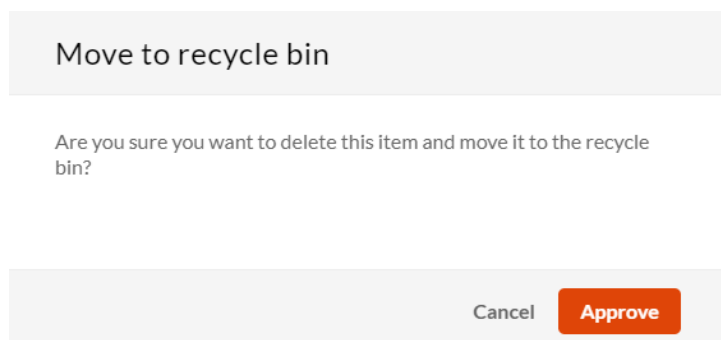 Move to recycle bin
Are you sure you want to delete this item and move it to the recycle
bin?
Cancel
Approve